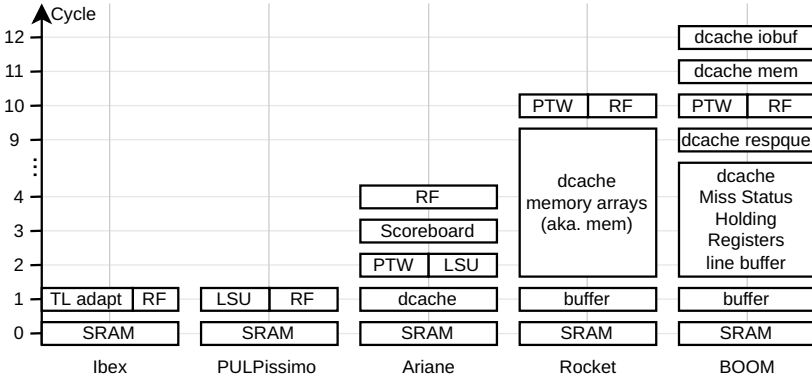 Cycle
12
dcache iobuf
11
dcache mem
10
PTW RF
PTW RF
9
dcache respque
⋮
dcache
memory arrays
(aka. mem)
dcache
Miss Status
Holding
Registers
line buffer
4
RF
3
Scoreboard
2
PTW LSU
1
TL adapt RF
LSU RF
dcache
buffer
buffer
0
SRAM
SRAM
SRAM
SRAM
SRAM
Ibex
PULPissimo
Ariane
Rocket
BOOM